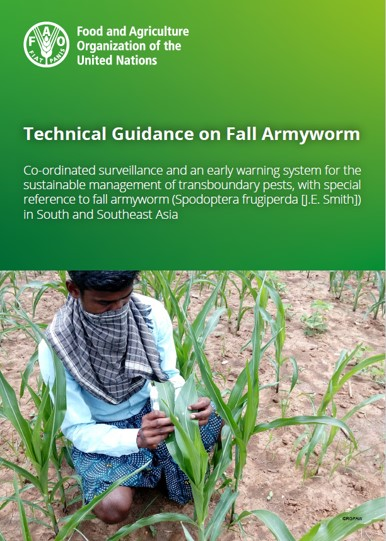 Food and Agriculture
Organization of the
United Nations
FAO
FIAT PANIS
Technical Guidance on Fall Armyworm
Co-ordinated surveillance and an early warning system for the
sustainable management of transboundary pests, with special
reference to fall armyworm (Spodoptera frugiperda [J.E. Smith])
in South and Southeast Asia